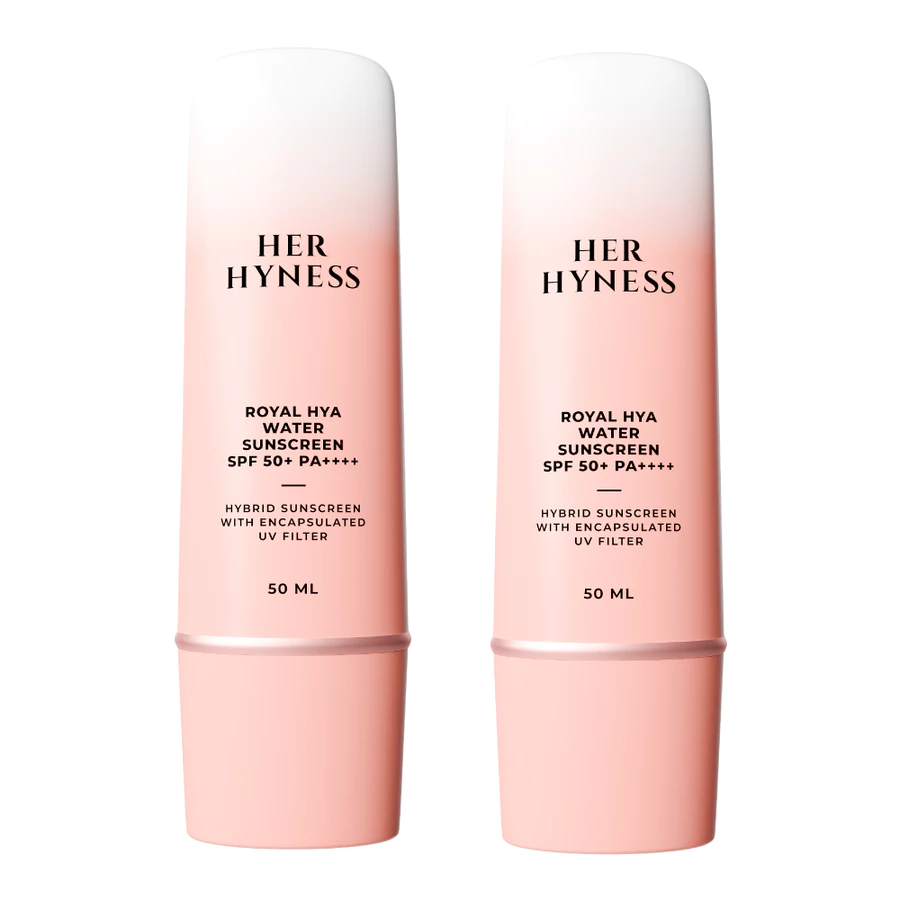 HER
HYNESS
ROYAL HYA
WATER
SUNSCREEN
SPF 50+ PA++++
HYBRID SUNSCREEN
WITH ENCAPSULATED
UV FILTER
50 ML
HER
HYNESS
ROYAL HYA
WATER
SUNSCREEN
SPF 50+ PA++++
HYBRID SUNSCREEN
WITH ENCAPSULATED
UV FILTER
50 ML